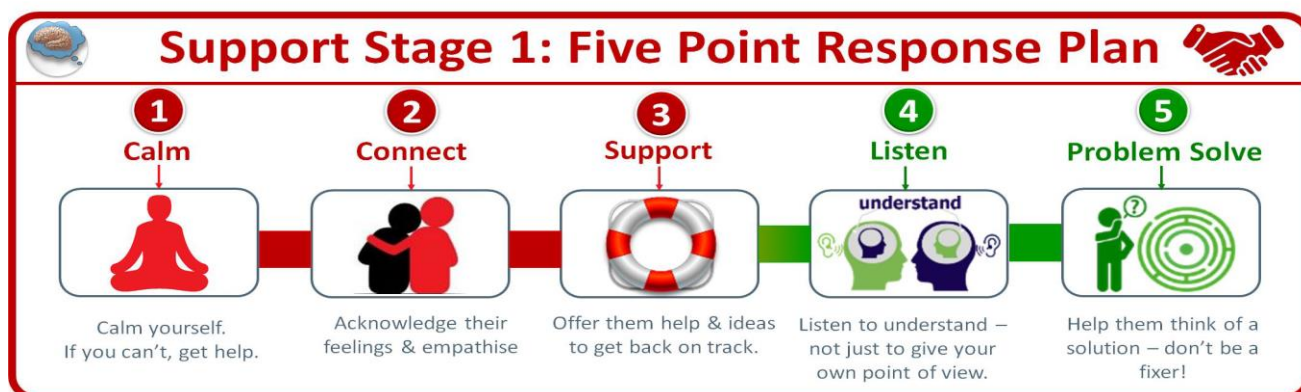 Support Stage 1: Five Point Response Plan
1
Calm
Calm yourself.
If you can't, get help.
2
Connect
Acknowledge their
feelings & empathise
3
Support
Offer them help & ideas
to get back on track.
4
Listen
understand
Listen to understand –
not just to give your
own point of view.
5
Problem Solve
?
Help them think of a
solution – don't be a
fixer!